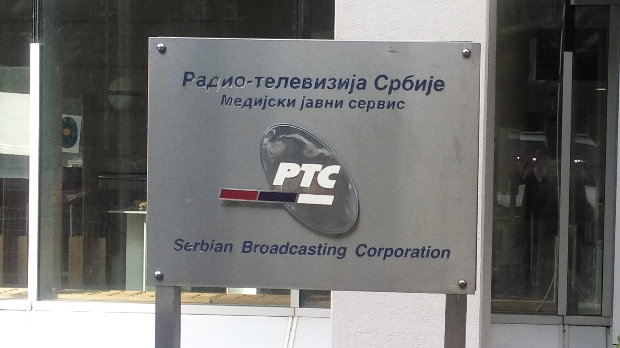 Радио-телевизија Србије
Медијски јавни сервис
РТС
Serbian Broadcasting Corporation